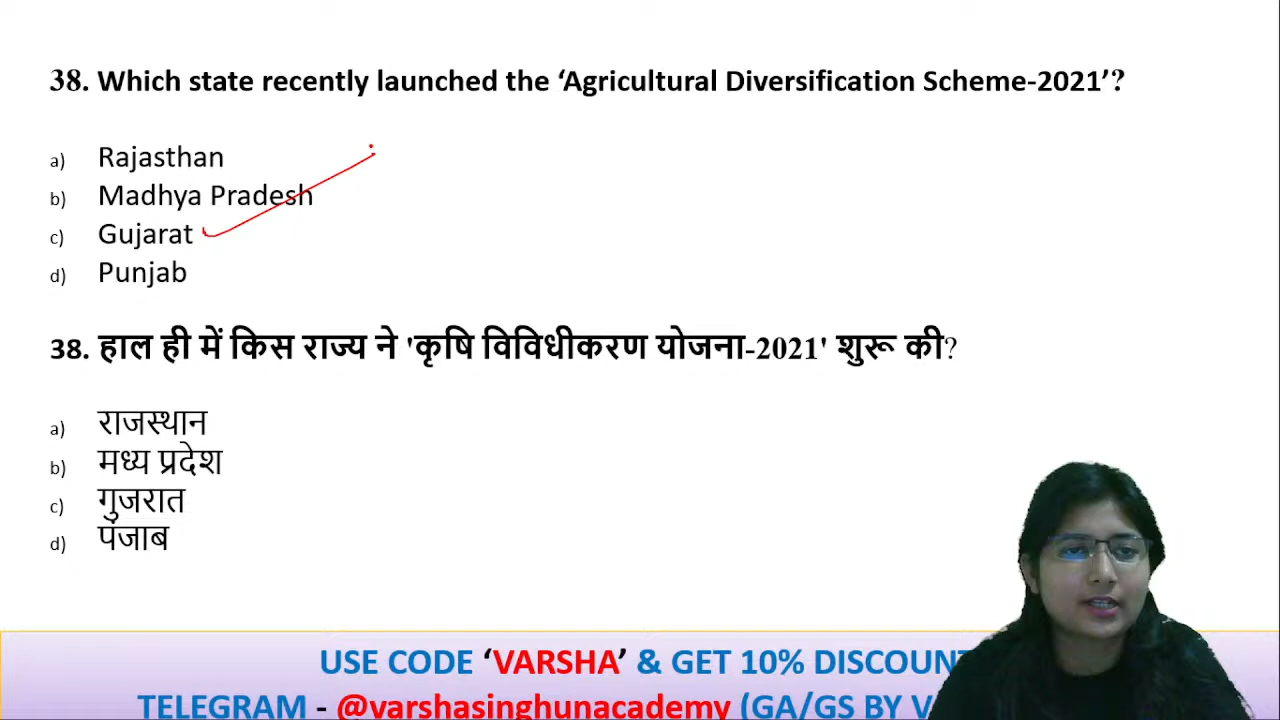 38. Which state recently launched the ‘Agricultural Diversification Scheme-2021’?
a) Rajasthan
b) Madhya Pradesh
c) Gujarat
d) Punjab
38. हाल ही में किस राज्य ने 'कृषि विविधीकरण योजना-2021' शुरू की?
a) राजस्थान
b) मध्य प्रदेश
c) गुजरात
d) पंजाब
USE CODE ‘VARSHA’ & GET 10% DISCOUNT
TELEGRAM - @varshasinghunacademy (GA/GS BY